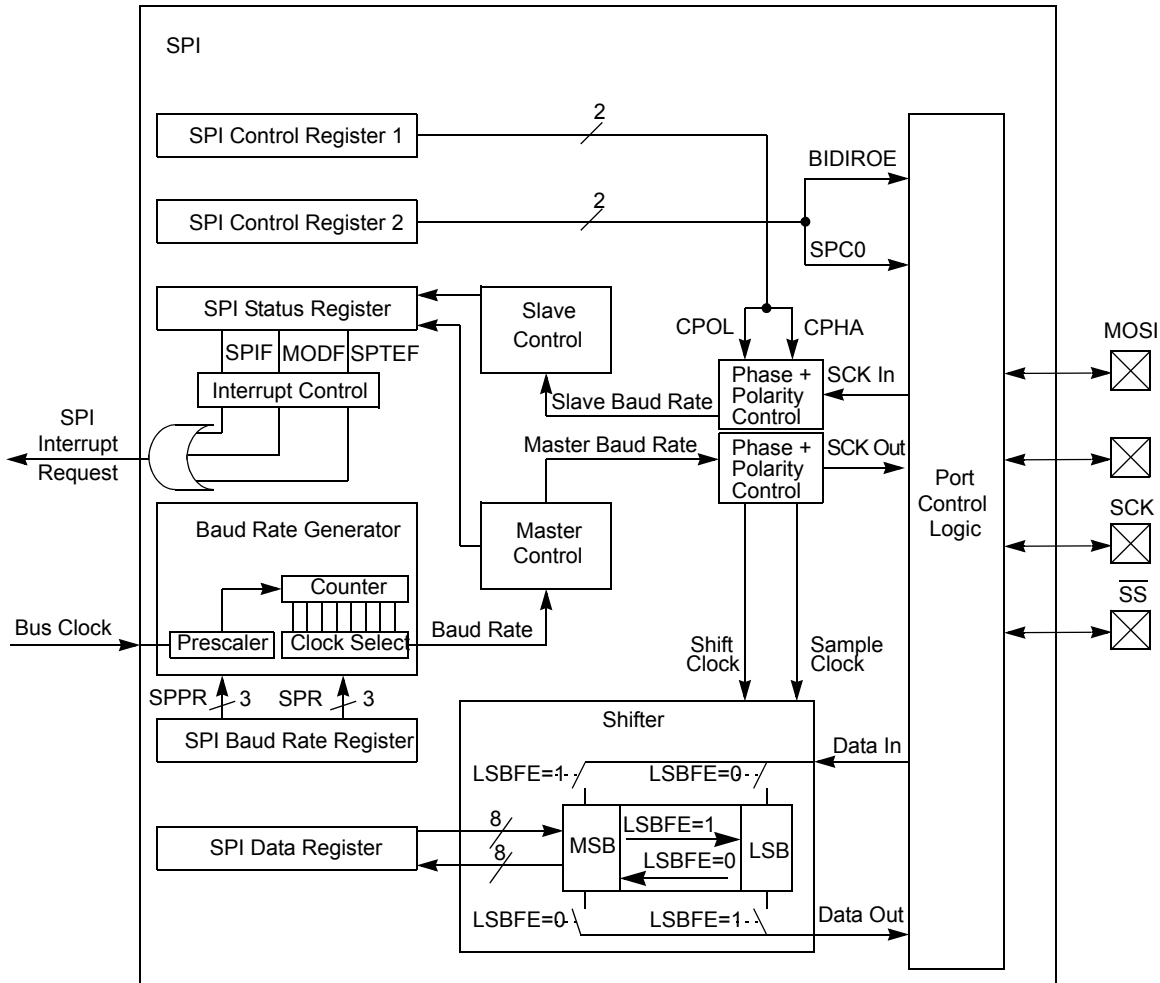 SPI
SPI Control Register 1
2
BIDIROE
SPI Control Register 2
2
SPC0
SPI Status Register
Slave
Control
CPOL
CPHA
MOSI
SPIF
MODF
SPTEF
Interrupt Control
Phase +
Polarity
Control
SCK In
Slave Baud Rate
SPI
Interrupt
Request
Master Baud Rate
Phase +
Polarity
Control
SCK Out
Port
Control
Logic
SCK
Baud Rate Generator
Master
Control
Counter
SS
Bus Clock
Prescaler
Clock Select
Baud Rate
Shift
Clock
Sample
Clock
SPPR
3
SPR
3
SPI Baud Rate Register
Shifter
Data In
LSBFE=1
LSBFE=0
SPI Data Register
8
8
MSB
LSBFE=1
LSBFE=0
LSB
LSBFE=0
LSBFE=1
Data Out